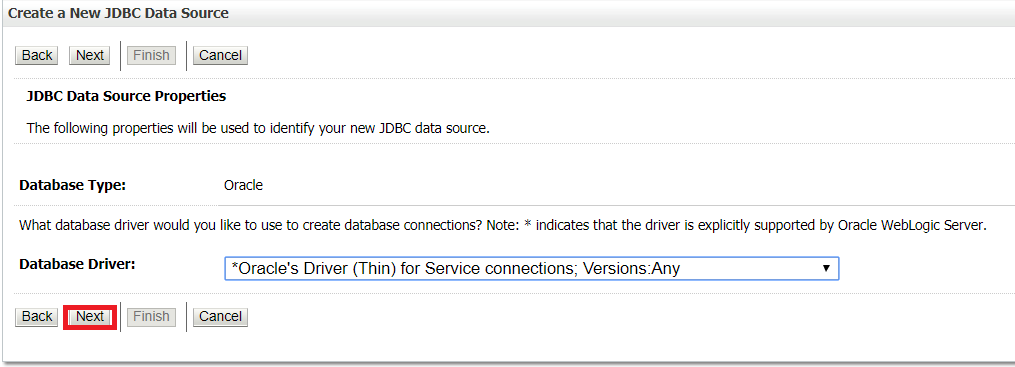 Create a New JDBC Data Source
Back Next Finish Cancel
JDBC Data Source Properties
The following properties will be used to identify your new JDBC data source.
Database Type: Oracle
What database driver would you like to use to create database connections? Note: * indicates that the driver is explicitly supported by Oracle WebLogic Server.
Database Driver: *Oracle's Driver (Thin) for Service connections; Versions:Any
Back Next Finish Cancel